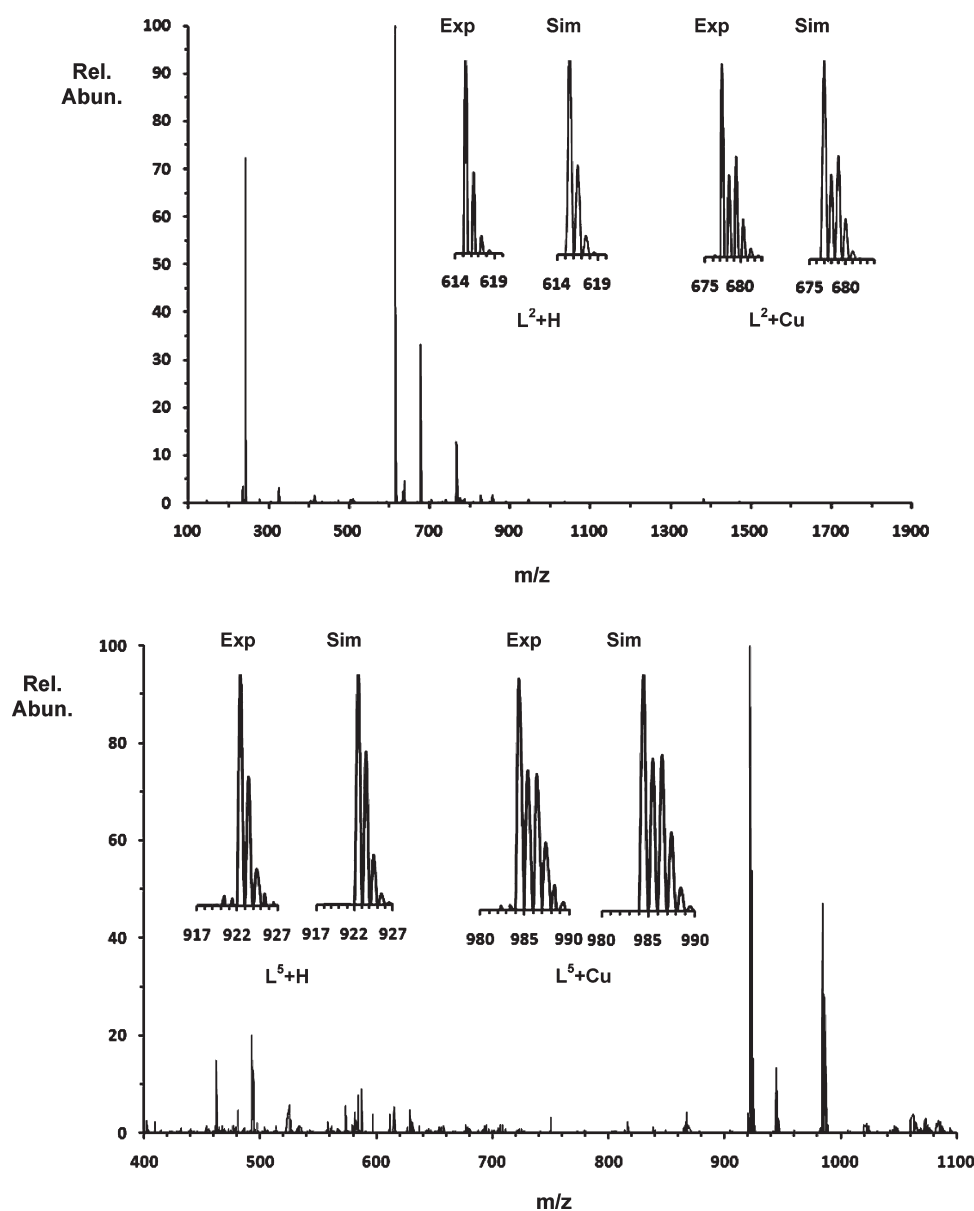 100
90
80
70
60
50
40
30
20
10
0
Rel.
Abun.
Exp Sim Exp Sim
614 619 614 619 675 680 675 680
L²+H L²+Cu
100 300 500 700 900 1100 1300 1500 1700 1900
m/z
100
80
60
40
20
0
Rel.
Abun.
Exp Sim Exp Sim
917 922 927 917 922 927 980 985 990 980 985 990
L⁵+H L⁵+Cu
400 500 600 700 800 900 1000 1100
m/z